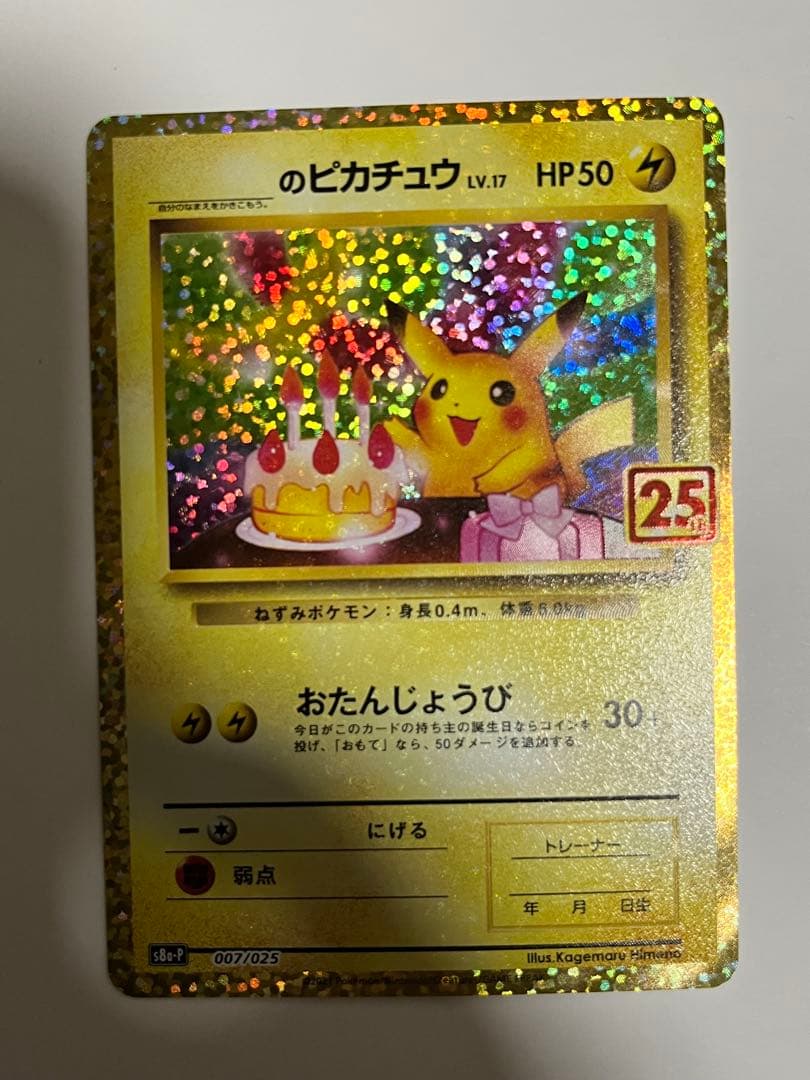 のピカチュウ LV.17 HP50
自分のなまえをかきこもう。
25
ねずみポケモン：身長0.4m、体重6.0kg
おたんじょうび 30+
今日がこのカードの持ち主の誕生日ならコインを
投げ、「おもて」なら、50ダメージを追加する。
にげる
弱点
トレーナー
年 月 日生
s8a-P 007/025
Illus.Kagemaru Himeno